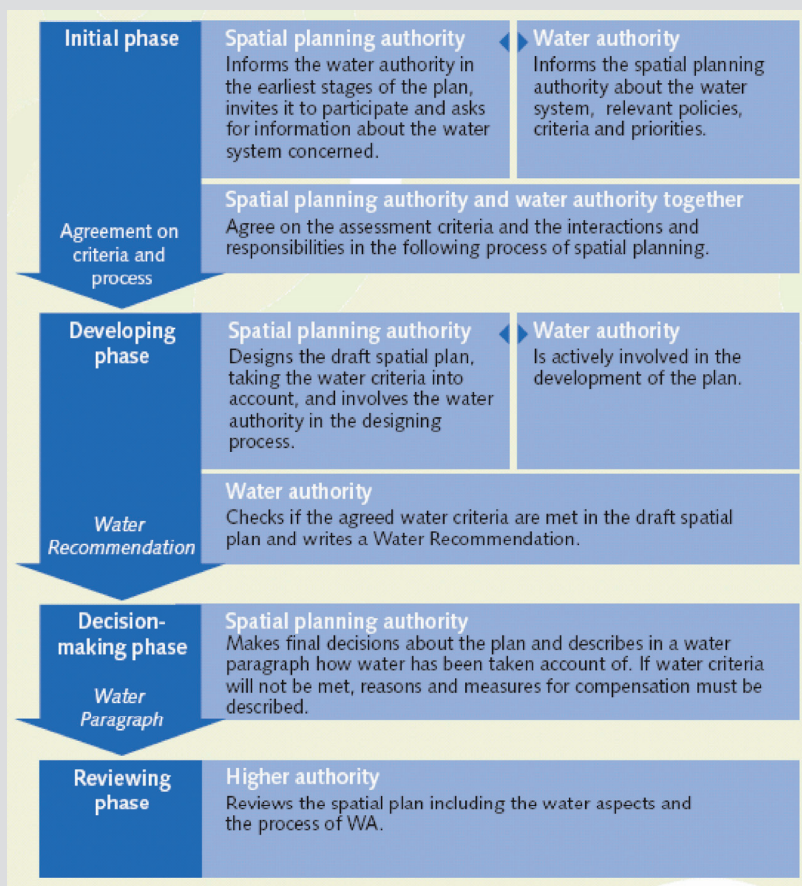 Initial phase
Spatial planning authority
Informs the water authority in
the earliest stages of the plan,
invites it to participate and asks
for information about the water
system concerned.
Water authority
Informs the spatial planning
authority about the water
system, relevant policies,
criteria and priorities.
Spatial planning authority and water authority together
Agree on the assessment criteria and the interactions and
responsibilities in the following process of spatial planning.
Agreement on
criteria and
process
Developing
phase
Spatial planning authority
Designs the draft spatial plan,
taking the water criteria into
account, and involves the water
authority in the designing
process.
Water authority
Is actively involved in the
development of the plan.
Water authority
Checks if the agreed water criteria are met in the draft spatial
plan and writes a Water Recommendation.
Water
Recommendation
Decision-
making phase
Water
Paragraph
Spatial planning authority
Makes final decisions about the plan and describes in a water
paragraph how water has been taken account of. If water criteria
will not be met, reasons and measures for compensation must be
described.
Reviewing
phase
Higher authority
Reviews the spatial plan including the water aspects and
the process of WA.